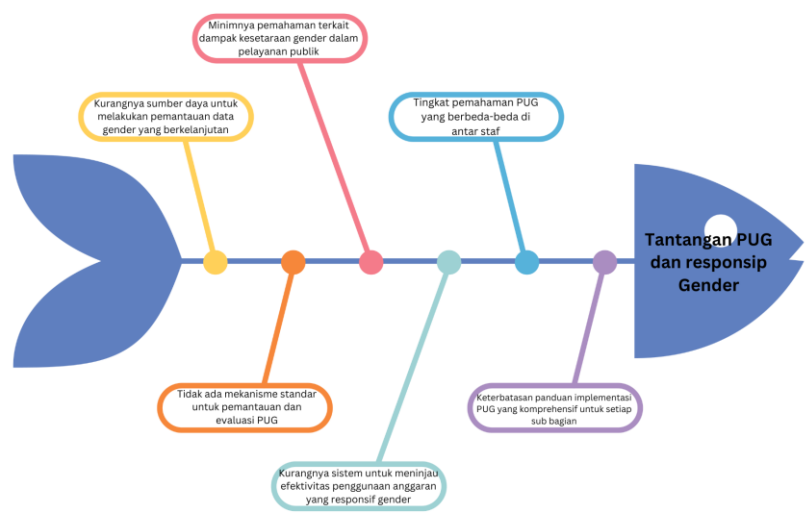 Minimnya pemahaman terkait
dampak kesetaraan gender dalam
pelayanan publik
Kurangnya sumber daya untuk
melakukan pemantauan data
gender yang berkelanjutan
Tingkat pemahaman PUG
yang berbeda-beda di
antar staf
Tantangan PUG
dan responsip
Gender
Tidak ada mekanisme standar
untuk pemantauan dan
evaluasi PUG
Keterbatasan panduan implementasi
PUG yang komprehensif untuk setiap
sub bagian
Kurangnya sistem untuk meninjau
efektivitas penggunaan anggaran
yang responsif gender